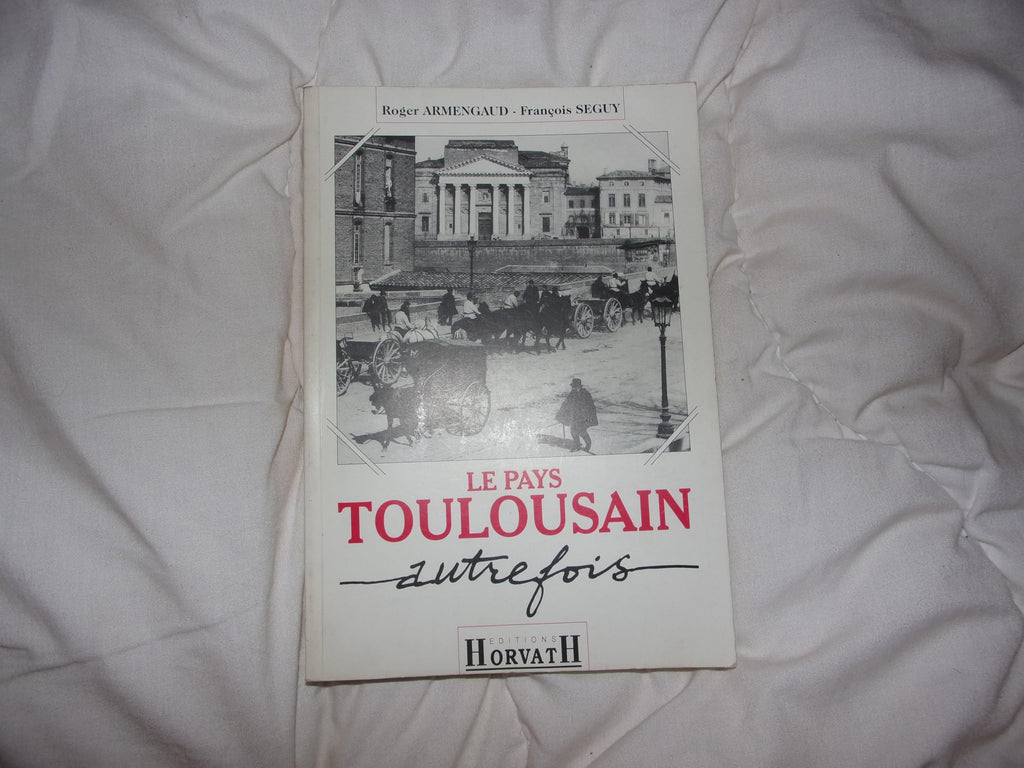 Roger ARMENGAUD - François SEGUY
LE PAYS
TOULOUSAIN
autrefois
EDITIONS
HORVATH